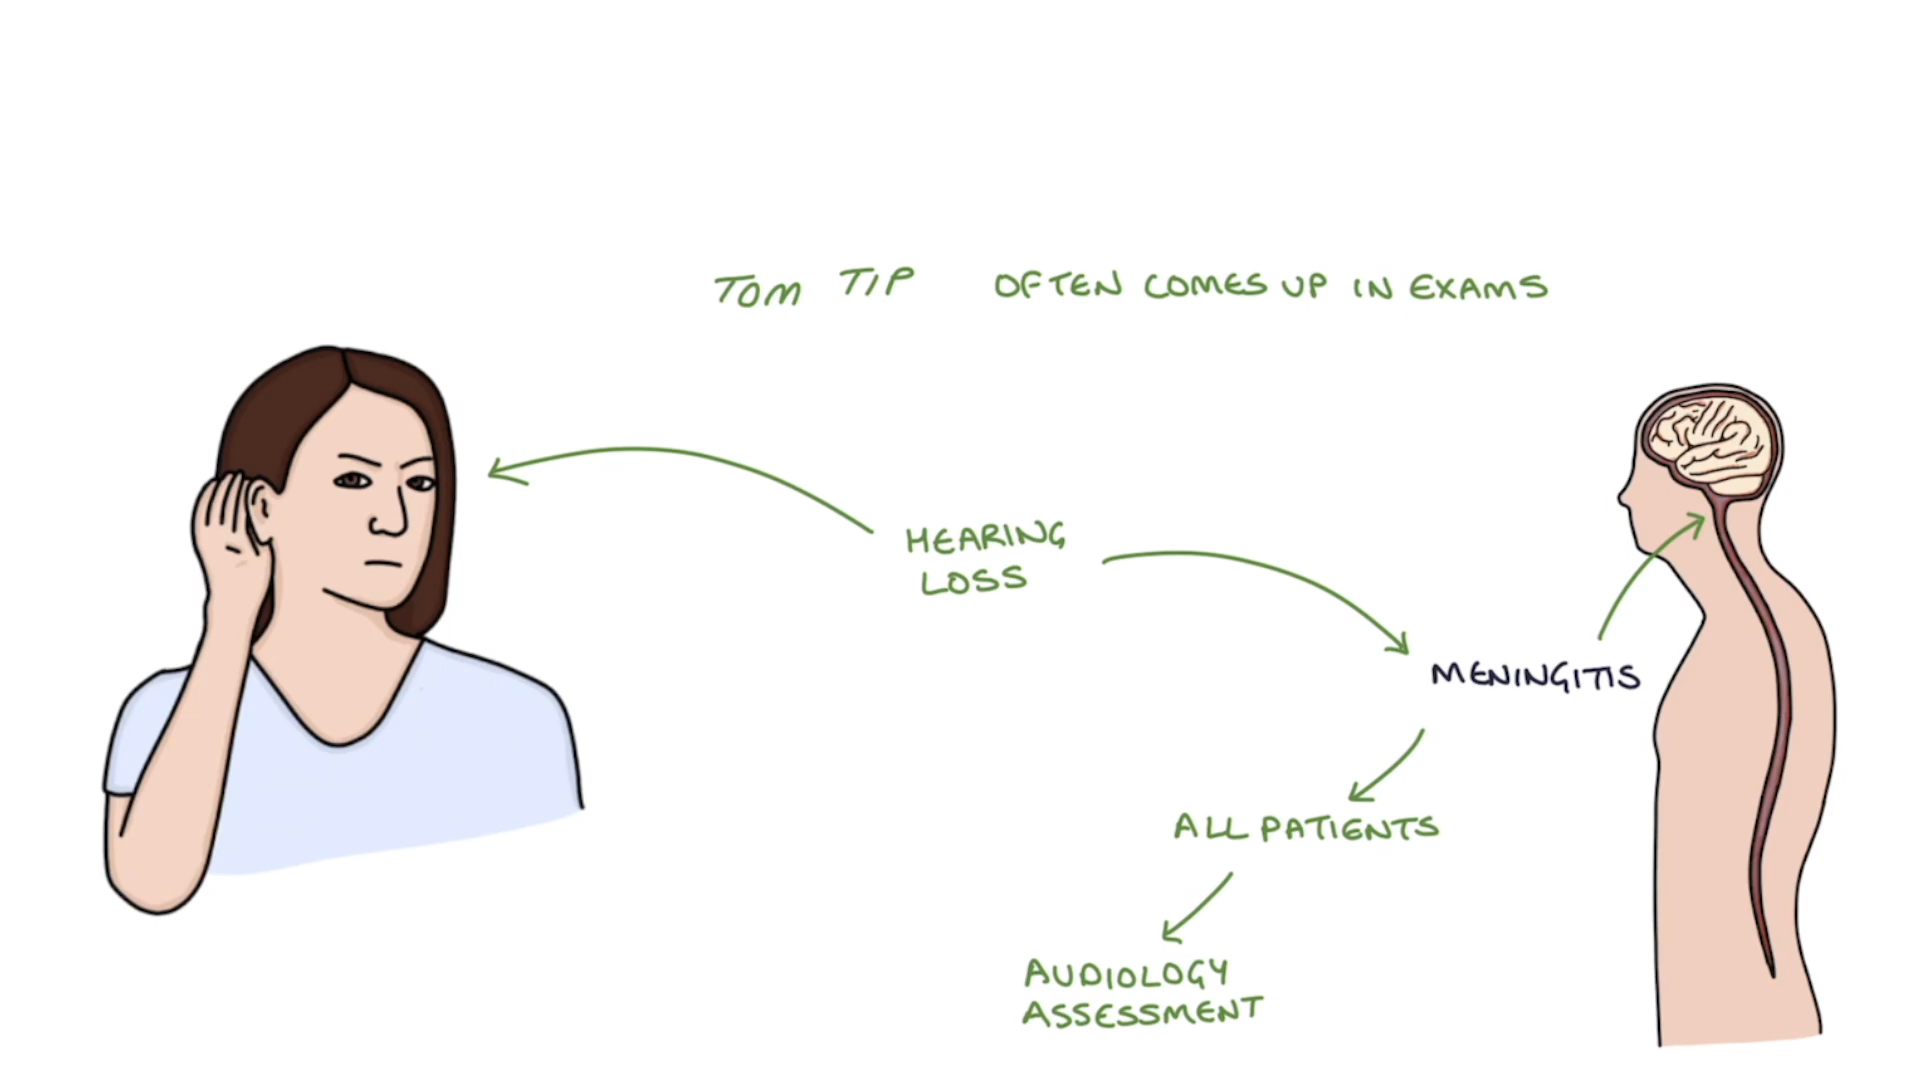 TOM TIP OFTEN COMES UP IN EXAMS
HEARING
LOSS
MENINGITIS
ALL PATIENTS
AUDIOLOGY
ASSESSMENT